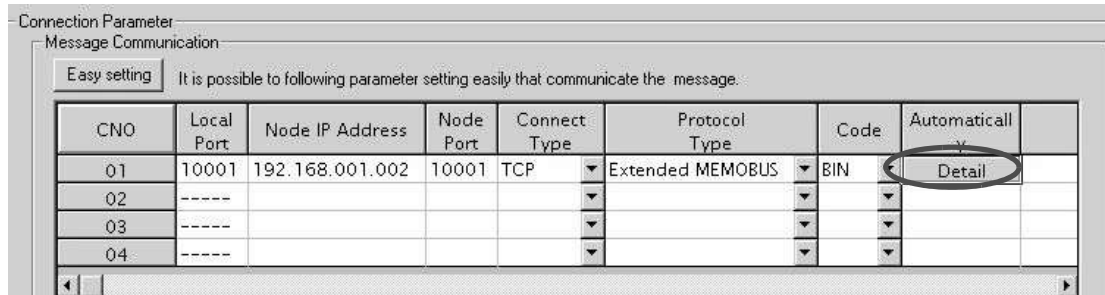 Connection Parameter
Message Communication
Easy setting It is possible to following parameter setting easily that communicate the message.
CNO Local Port Node IP Address Node Port Connect Type Protocol Type Code Automatically
01 10001 192.168.001.002 10001 TCP Extended MEMOBUS BIN Detail
02 -----
03 -----
04 -----